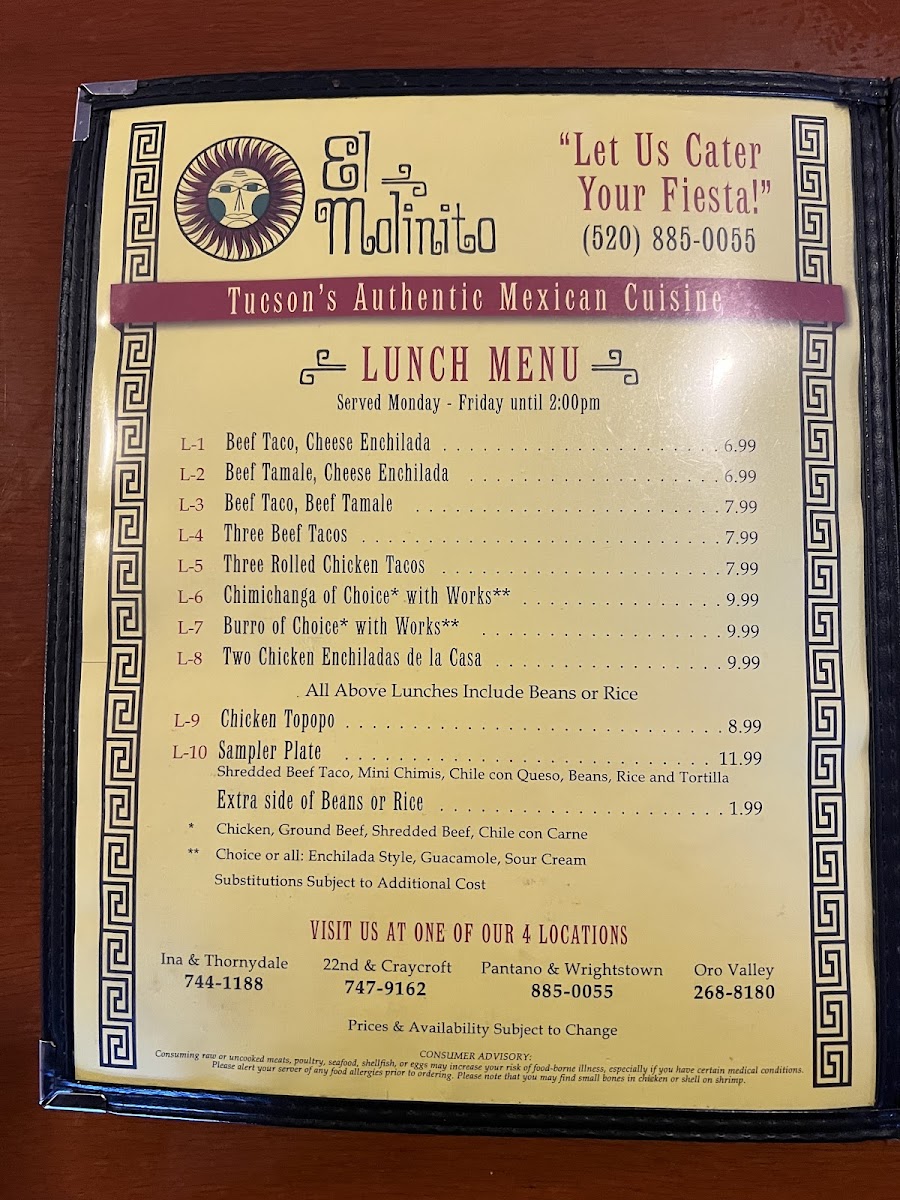 El
Molinito
"Let Us Cater
Your Fiesta!"
(520) 885-0055
Tucson's Authentic Mexican Cuisine
LUNCH MENU
Served Monday - Friday until 2:00pm
L-1 Beef Taco, Cheese Enchilada . . . . . . . . . . . . . . . . . . . . 6.99
L-2 Beef Tamale, Cheese Enchilada . . . . . . . . . . . . . . . . . . 6.99
L-3 Beef Taco, Beef Tamale . . . . . . . . . . . . . . . . . . . . . . 7.99
L-4 Three Beef Tacos . . . . . . . . . . . . . . . . . . . . . . . . . . 7.99
L-5 Three Rolled Chicken Tacos . . . . . . . . . . . . . . . . . . . . 7.99
L-6 Chimichanga of Choice* with Works** . . . . . . . . . . . . . . 9.99
L-7 Burro of Choice* with Works** . . . . . . . . . . . . . . . . . 9.99
L-8 Two Chicken Enchiladas de la Casa . . . . . . . . . . . . . . . . 9.99
All Above Lunches Include Beans or Rice
L-9 Chicken Topopo . . . . . . . . . . . . . . . . . . . . . . . . . . . 8.99
L-10 Sampler Plate . . . . . . . . . . . . . . . . . . . . . . . . . . 11.99
Shredded Beef Taco, Mini Chimis, Chile con Queso, Beans, Rice and Tortilla
Extra side of Beans or Rice . . . . . . . . . . . . . . . . . . . . 1.99
* Chicken, Ground Beef, Shredded Beef, Chile con Carne
** Choice or all: Enchilada Style, Guacamole, Sour Cream
Substitutions Subject to Additional Cost
VISIT US AT ONE OF OUR 4 LOCATIONS
Ina & Thornydale
744-1188
22nd & Craycroft
747-9162
Pantano & Wrightstown
885-0055
Oro Valley
268-8180
Prices & Availability Subject to Change
CONSUMER ADVISORY:
Consuming raw or uncooked meats, poultry, seafood, shellfish, or eggs may increase your risk of food-borne illness, especially if you have certain medical conditions.
Please alert your server of any food allergies prior to ordering. Please note that you may find small bones in chicken or shell on shrimp.